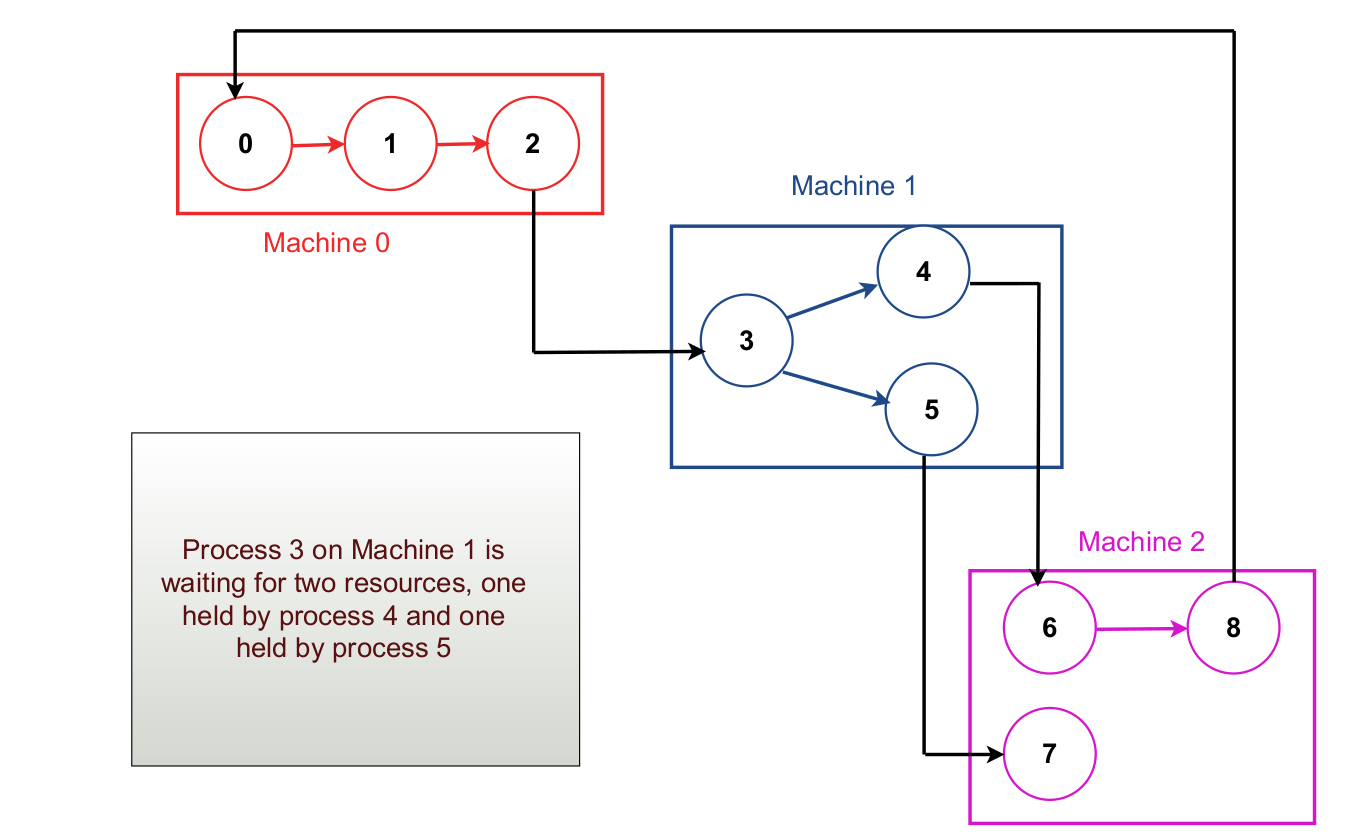 0
1
2
Machine 0
Machine 1
4
3
5
Process 3 on Machine 1 is
waiting for two resources, one
held by process 4 and one
held by process 5
Machine 2
6
8
7